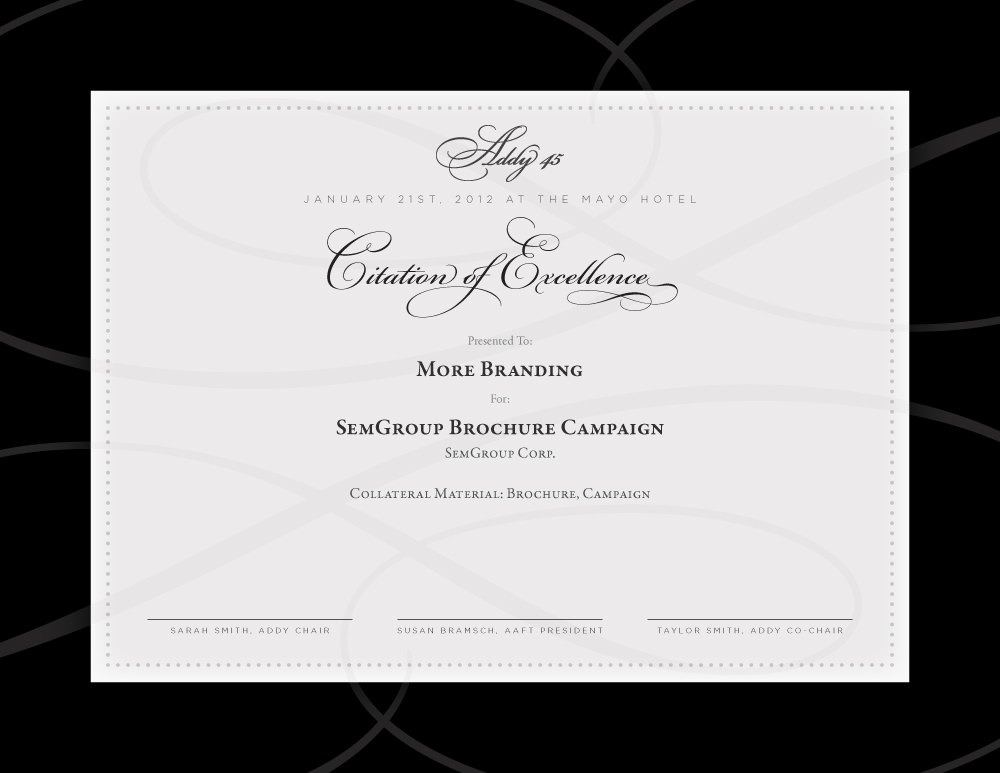 Addy 45
JANUARY 21ST, 2012 AT THE MAYO HOTEL
Citation of Excellence
Presented To:
More Branding
For:
SemGroup Brochure Campaign
SemGroup Corp.
Collateral Material: Brochure, Campaign
SARAH SMITH, ADDY CHAIR
SUSAN BRAMSCH, AAFT PRESIDENT
TAYLOR SMITH, ADDY CO-CHAIR